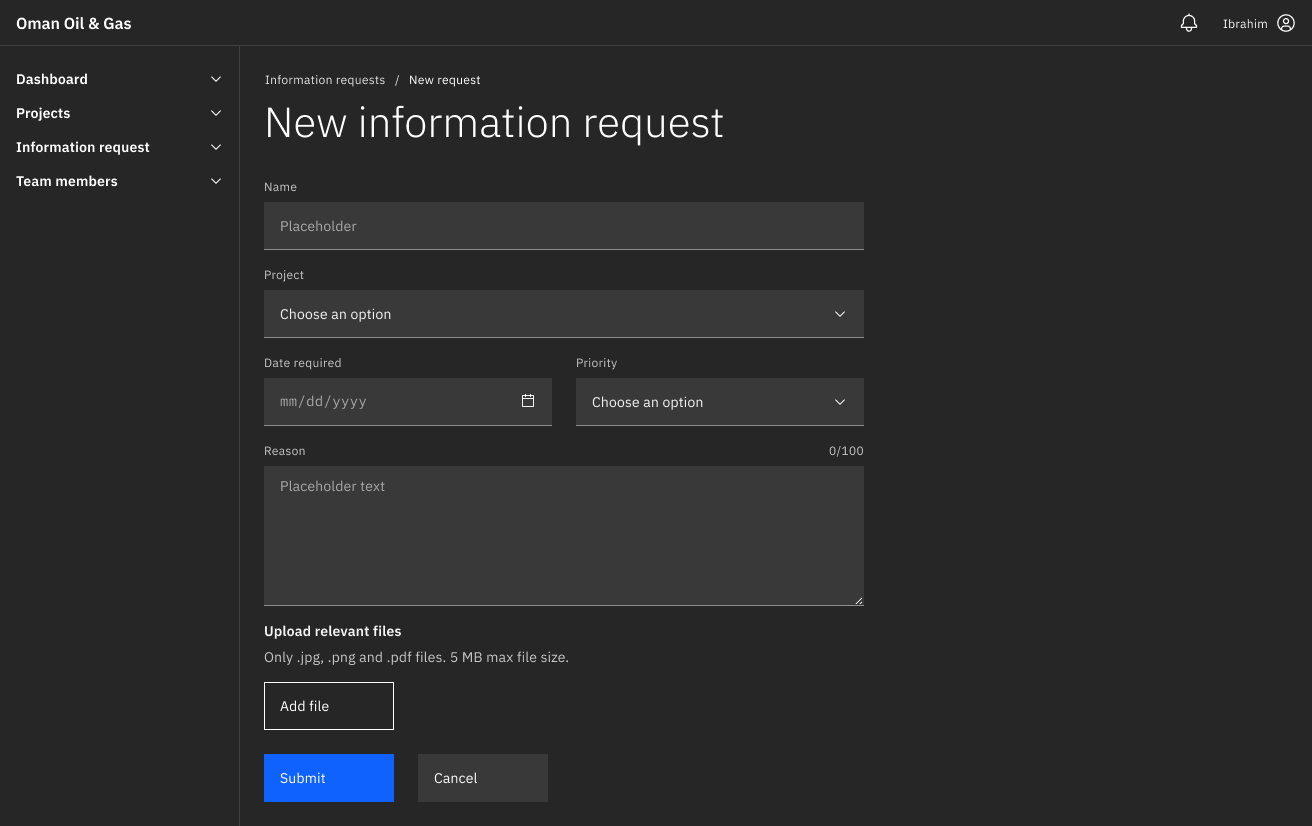 Oman Oil & Gas
Ibrahim
Dashboard
Projects
Information request
Team members
Information requests / New request
New information request
Name
Placeholder
Project
Choose an option
Date required
Priority
mm/dd/yyyy
Choose an option
Reason
0/100
Placeholder text
Upload relevant files
Only .jpg, .png and .pdf files. 5 MB max file size.
Add file
Submit
Cancel